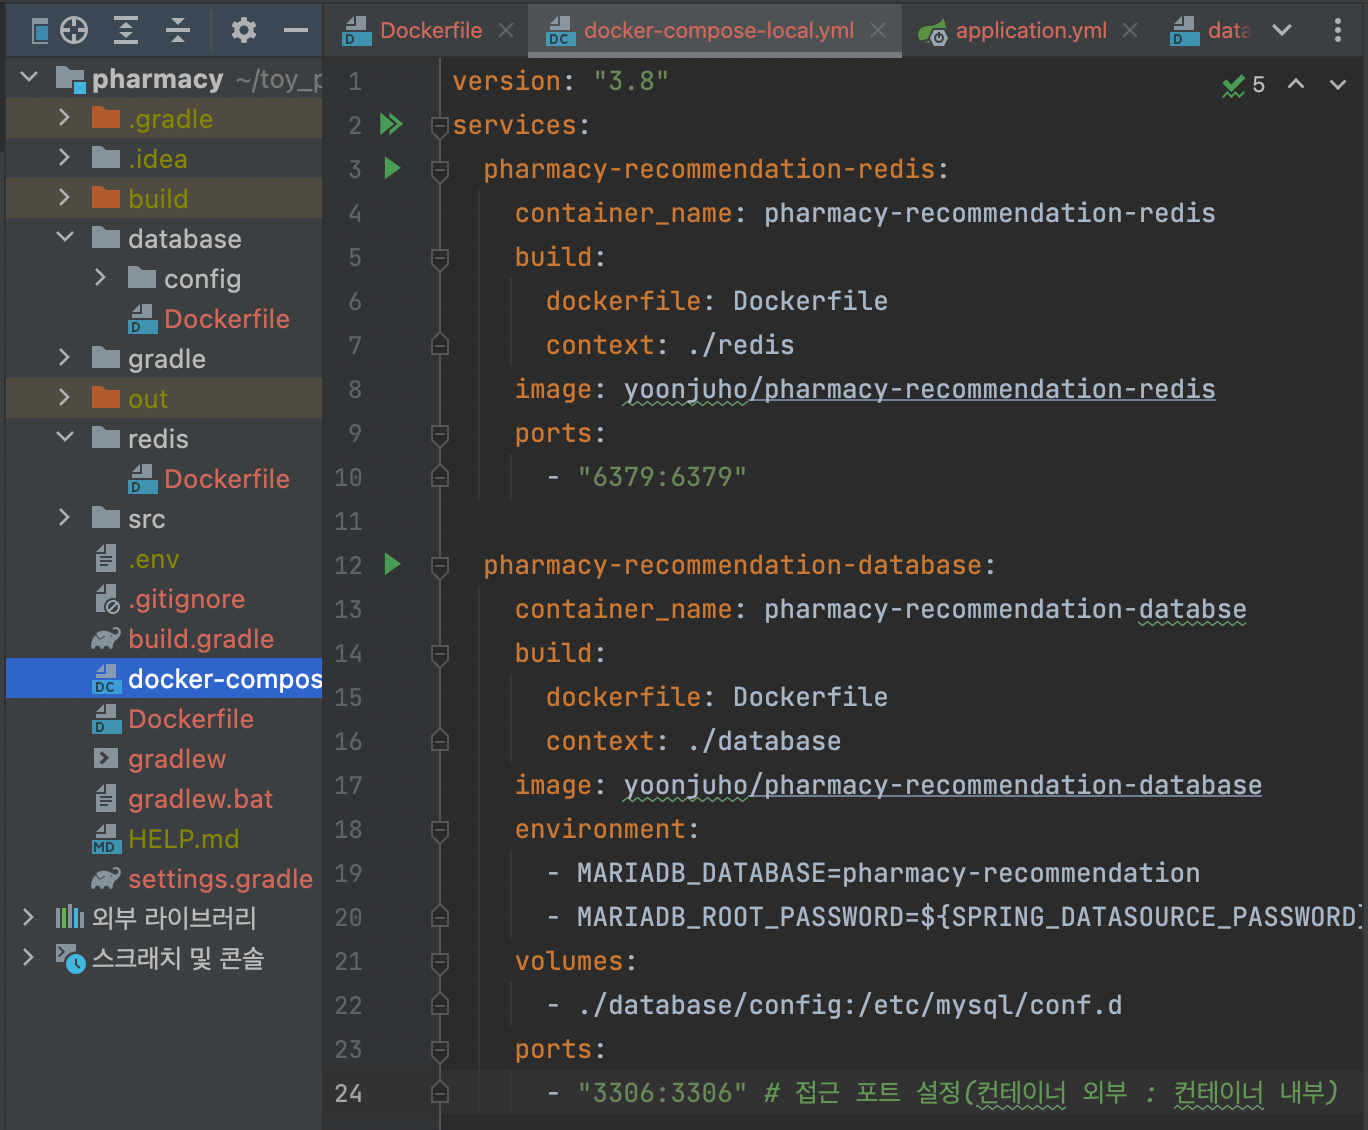 Dockerfile
docker-compose-local.yml
application.yml
data
pharmacy ~/toy_p
.gradle
.idea
build
database
config
Dockerfile
gradle
out
redis
Dockerfile
src
.env
.gitignore
build.gradle
docker-compos
Dockerfile
gradlew
gradlew.bat
HELP.md
settings.gradle
외부 라이브러리
스크래치 및 콘솔
5
1 version: "3.8"
2 services:
3 pharmacy-recommendation-redis:
4 container_name: pharmacy-recommendation-redis
5 build:
6 dockerfile: Dockerfile
7 context: ./redis
8 image: yoonjuho/pharmacy-recommendation-redis
9 ports:
10 - "6379:6379"
11
12 pharmacy-recommendation-database:
13 container_name: pharmacy-recommendation-databse
14 build:
15 dockerfile: Dockerfile
16 context: ./database
17 image: yoonjuho/pharmacy-recommendation-database
18 environment:
19 - MARIADB_DATABASE=pharmacy-recommendation
20 - MARIADB_ROOT_PASSWORD=${SPRING_DATASOURCE_PASSWORD}
21 volumes:
22 - ./database/config:/etc/mysql/conf.d
23 ports:
24 - "3306:3306" # 접근 포트 설정(컨테이너 외부 : 컨테이너 내부)